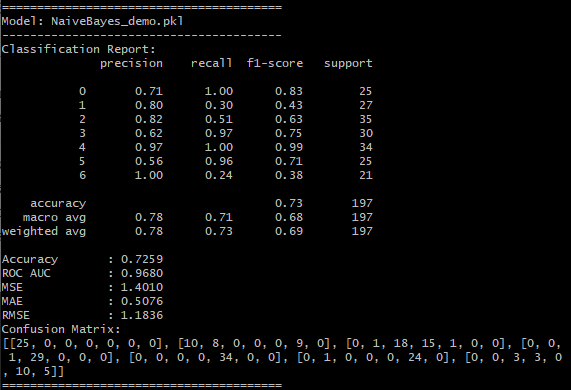 ========================================
Model: NaiveBayes_demo.pkl
----------------------------------------
Classification Report:
              precision    recall  f1-score   support

           0       0.71      1.00      0.83        25
           1       0.80      0.30      0.43        27
           2       0.82      0.51      0.63        35
           3       0.62      0.97      0.75        30
           4       0.97      1.00      0.99        34
           5       0.56      0.96      0.71        25
           6       1.00      0.24      0.38        21

    accuracy                           0.73       197
   macro avg       0.78      0.71      0.68       197
weighted avg       0.78      0.73      0.69       197

Accuracy       : 0.7259
ROC AUC        : 0.9680
MSE            : 1.4010
MAE            : 0.5076
RMSE           : 1.1836
Confusion Matrix:
[[25, 0, 0, 0, 0, 0, 0], [10, 8, 0, 0, 0, 9, 0], [0, 1, 18, 15, 1, 0, 0], [0, 0,
 1, 29, 0, 0, 0], [0, 0, 0, 0, 34, 0, 0], [0, 1, 0, 0, 0, 24, 0], [0, 0, 3, 3, 0
, 10, 5]]
========================================